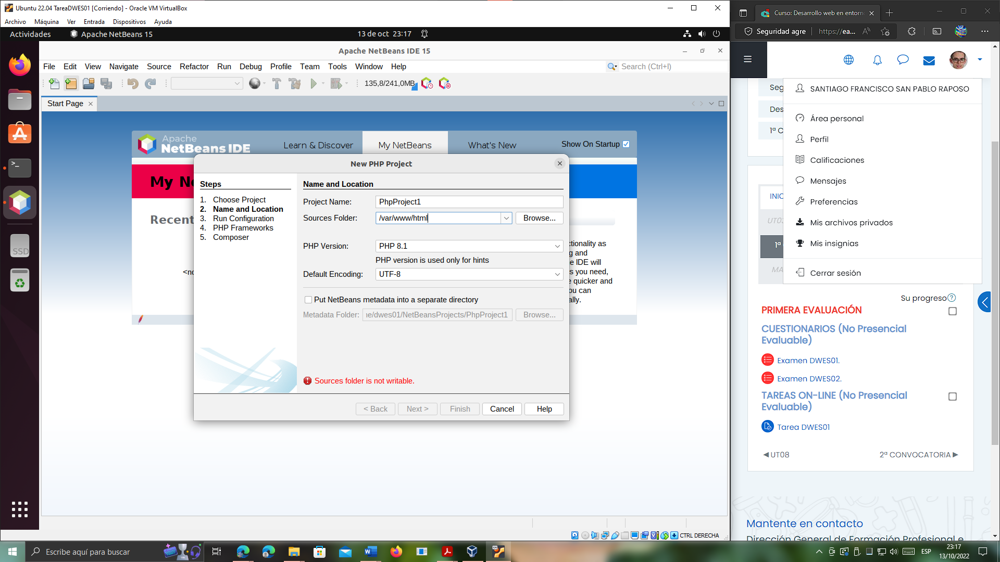 Ubuntu 22.04 TareaDWES01 [Corriendo] - Oracle VM VirtualBox
Archivo Máquina Ver Entrada Dispositivos Ayuda
Actividades Apache NetBeans 15 13 de oct 23:17
Apache NetBeans IDE 15
File Edit View Navigate Source Refactor Run Debug Profile Team Tools Window Help Search (Ctrl+I)
135,8/241,0MB
Start Page
Apache
NetBeans IDE
Learn & Discover My NetBeans What's New Show On Startup
My Ne
Recent
<no
New PHP Project
Steps
1. Choose Project
2. Name and Location
3. Run Configuration
4. PHP Frameworks
5. Composer
Name and Location
Project Name: PhpProject1
Sources Folder: /var/www/html Browse...
PHP Version: PHP 8.1
PHP version is used only for hints
Default Encoding: UTF-8
Put NetBeans metadata into a separate directory
Metadata Folder: ne/dwes01/NetBeansProjects/PhpProject1 Browse...
Sources folder is not writable.
< Back Next > Finish Cancel Help
ctionality as
g and
e IDE will
s you need,
e quicker and
ou can
ally.
SSD
CTRL DERECHA
Curso: Desarrollo web en entorn
Seguridad agre https://ea...
Seg
Des
1ª C
INIC
UT03
1ª
MA
SANTIAGO FRANCISCO SAN PABLO RAPOSO
Área personal
Perfil
Calificaciones
Mensajes
Preferencias
Mis archivos privados
Mis insignias
Cerrar sesión
Su progreso
PRIMERA EVALUACIÓN
CUESTIONARIOS (No Presencial
Evaluable)
Examen DWES01.
Examen DWES02.
TAREAS ON-LINE (No Presencial
Evaluable)
Tarea DWES01
◀UT08 2ª CONVOCATORIA▶
Mantente en contacto
Dirección General de Formación Profesional e
Escribe aquí para buscar
ESP
23:17
13/10/2022